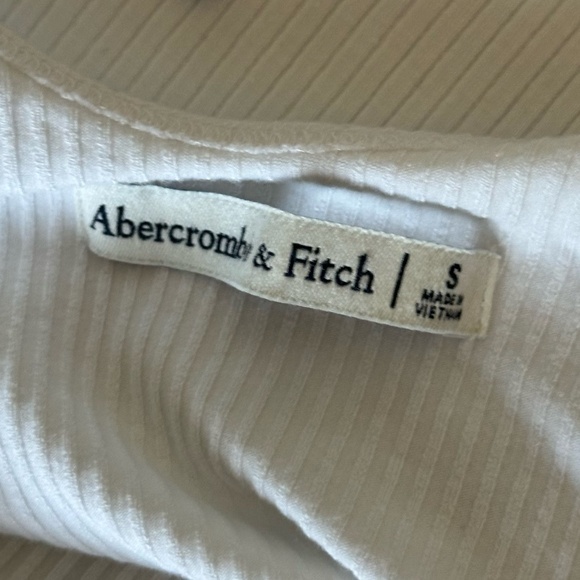 Abercrombie & Fitch | S
MADE IN
VIETNAM